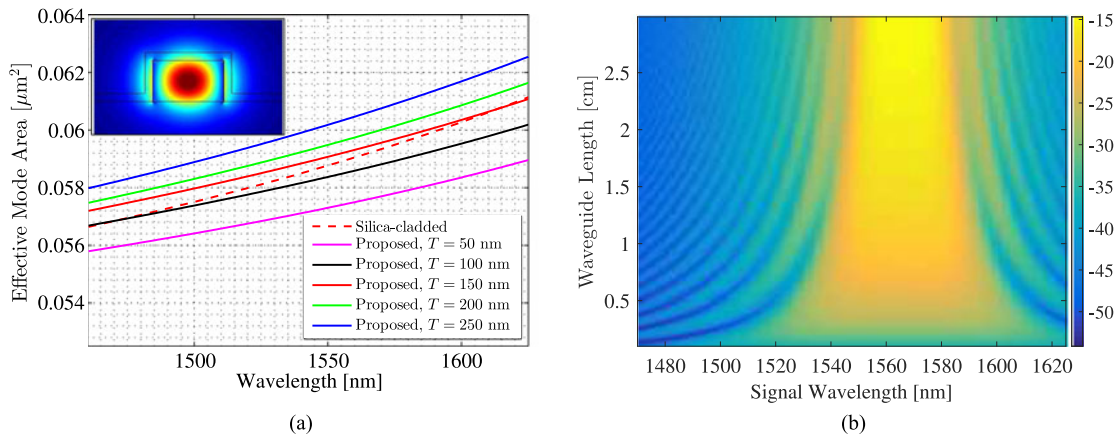 0.064
0.062
0.06
0.058
0.056
0.054
Effective Mode Area [μm²]
Silica-cladded
Proposed, T = 50 nm
Proposed, T = 100 nm
Proposed, T = 150 nm
Proposed, T = 200 nm
Proposed, T = 250 nm
1500 1550 1600
Wavelength [nm]
(a)
2.5
2
1.5
1
0.5
Waveguide Length [cm]
1480 1500 1520 1540 1560 1580 1600 1620
Signal Wavelength [nm]
-15
-20
-25
-30
-35
-40
-45
-50
(b)